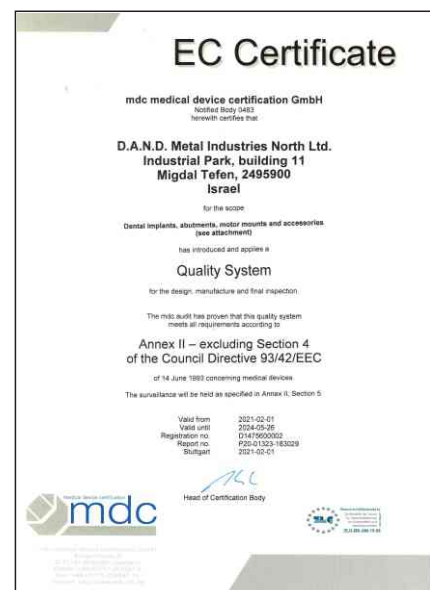 EC Certificate
mdc medical device certification GmbH
Notified Body 0483
herewith certifies that
D.A.N.D. Metal Industries North Ltd.
Industrial Park, building 11
Migdal Tefen, 2495900
Israel
for the scope
Dental implants, abutments, motor mounts and accessories
(see attachment)
has introduced and applies a
Quality System
for the design, manufacture and final inspection.
The mdc audit has proven that this quality system
meets all requirements according to
Annex II – excluding Section 4
of the Council Directive 93/42/EEC
of 14 June 1993 concerning medical devices.
The surveillance will be held as specified in Annex II, Section 5.
Valid from 2021-02-01
Valid until 2024-05-26
Registration no. D1475600002
Report no. P20-01323-183029
Stuttgart 2021-02-01
Head of Certification Body
medical device certification
mdc